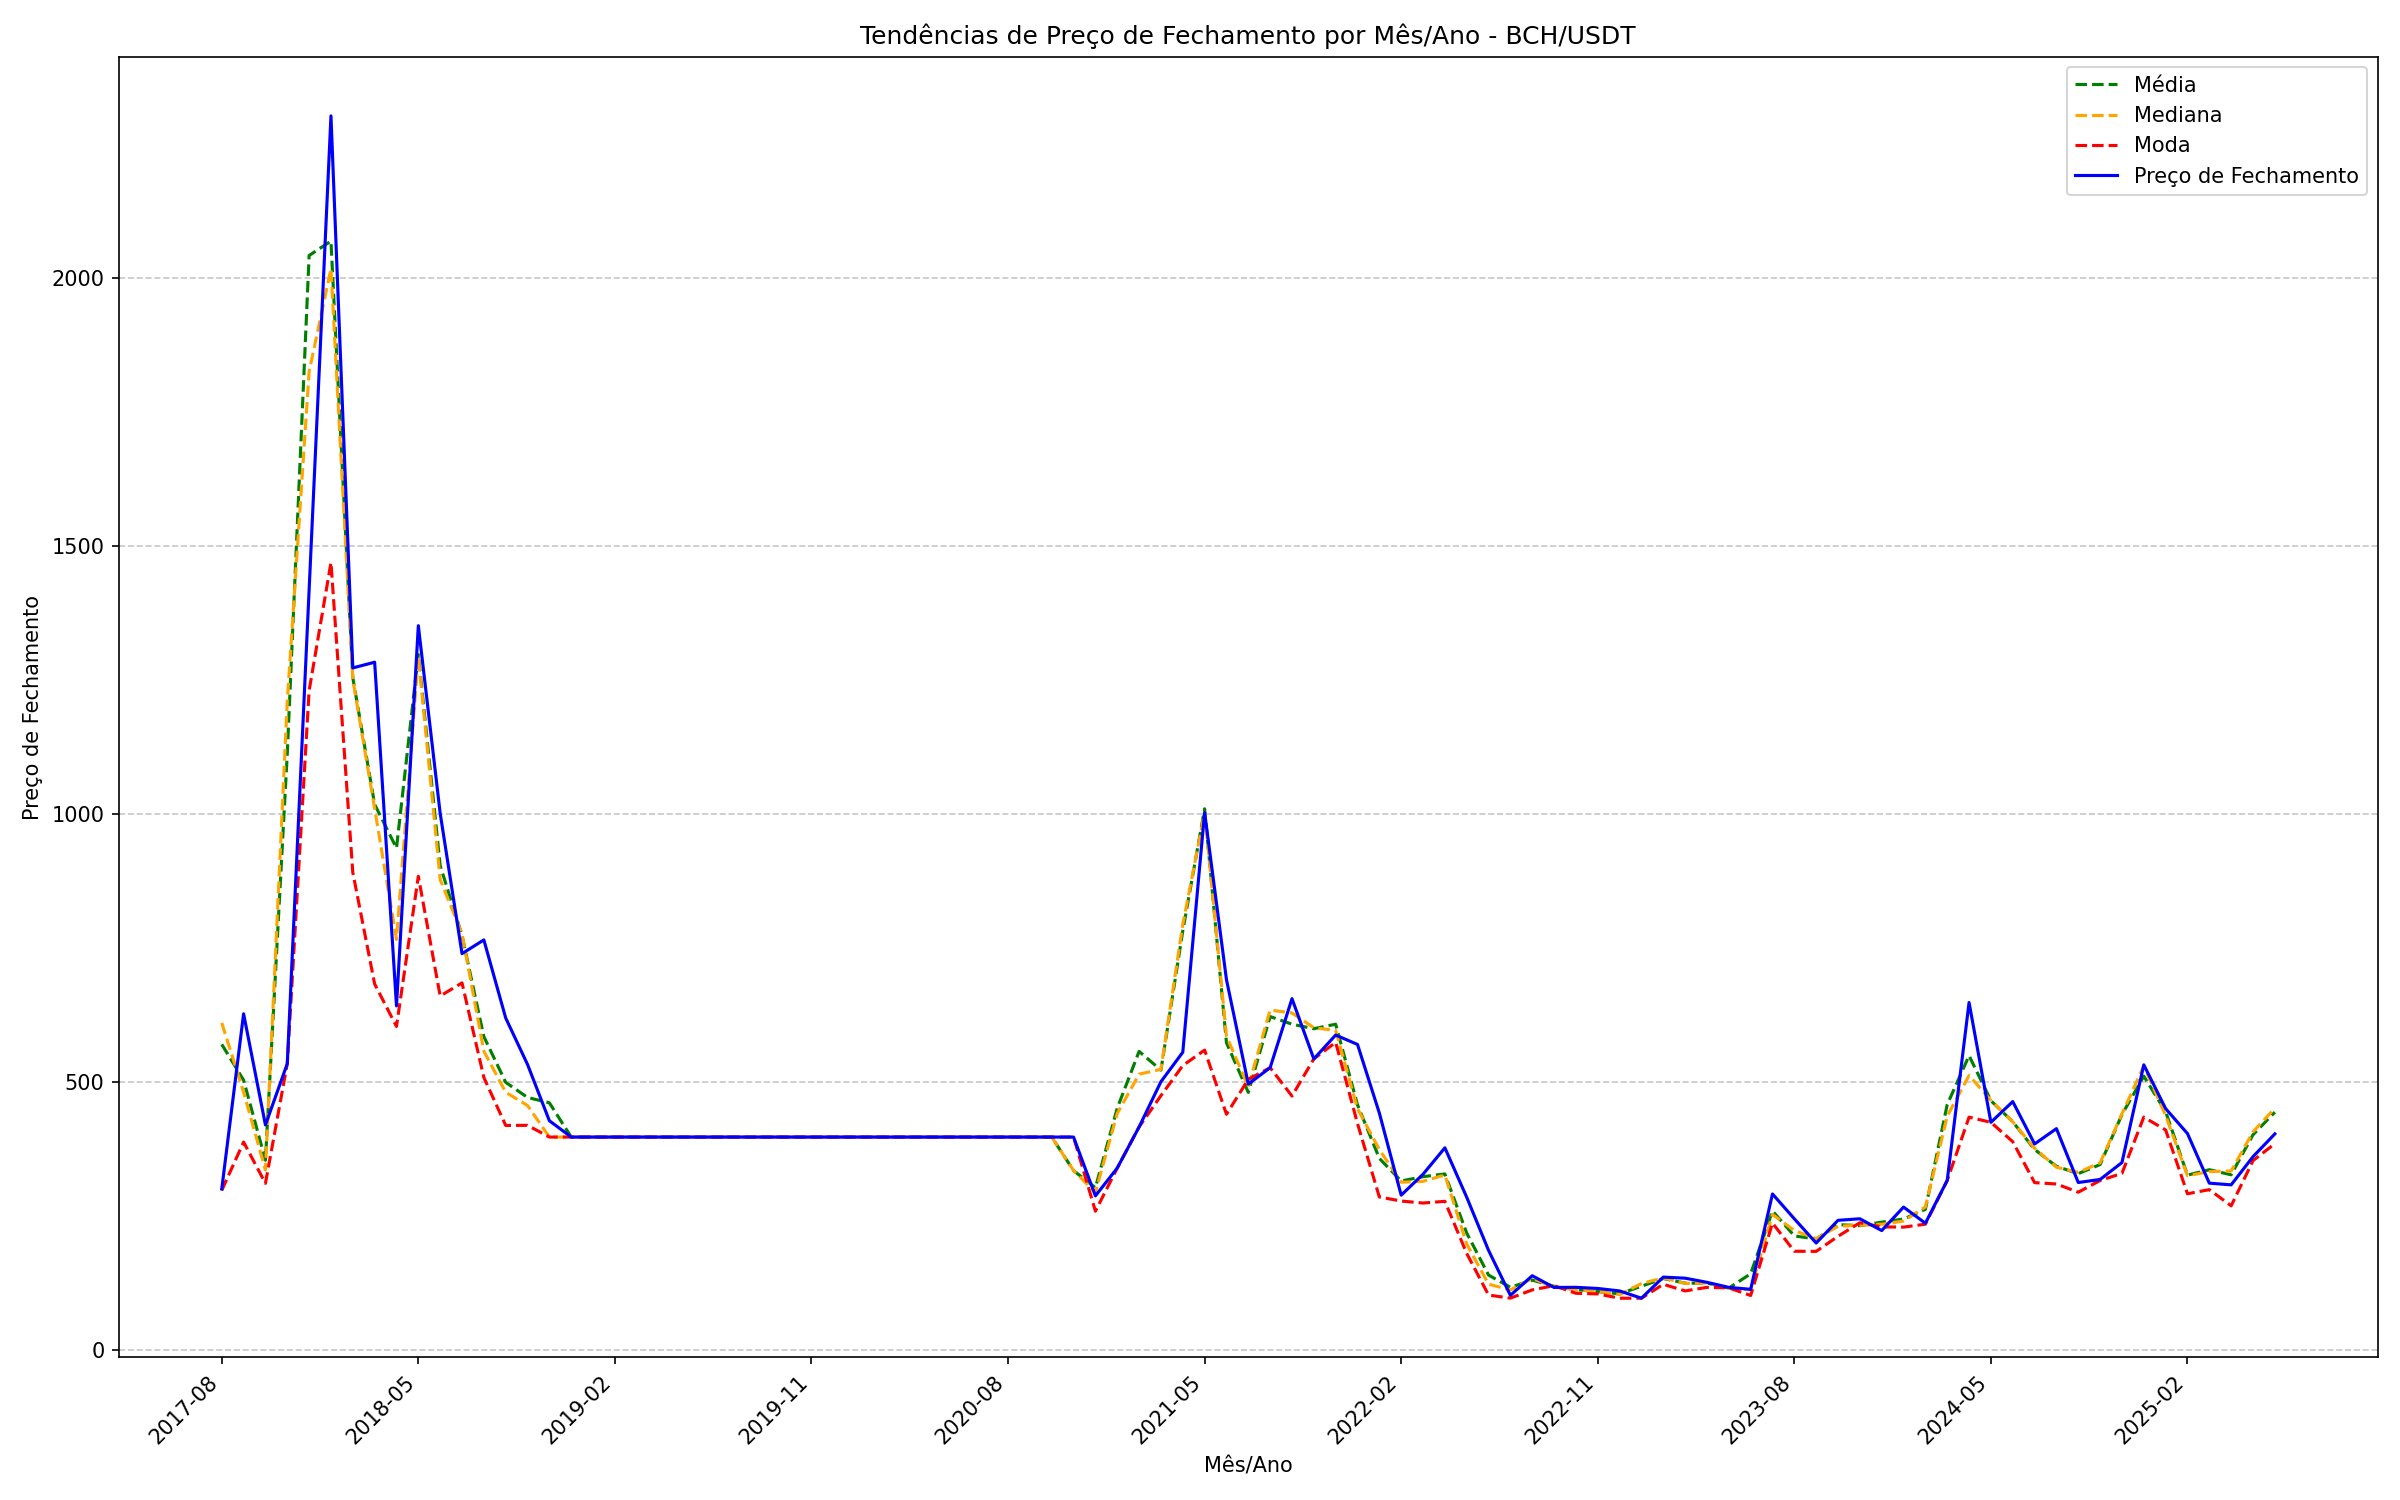 Tendências de Preço de Fechamento por Mês/Ano - BCH/USDT
Média
Mediana
Moda
Preço de Fechamento
Preço de Fechamento
2000
1500
1000
500
0
2017-08
2018-05
2019-02
2019-11
2020-08
2021-05
2022-02
2022-11
2023-08
2024-05
2025-02
Mês/Ano